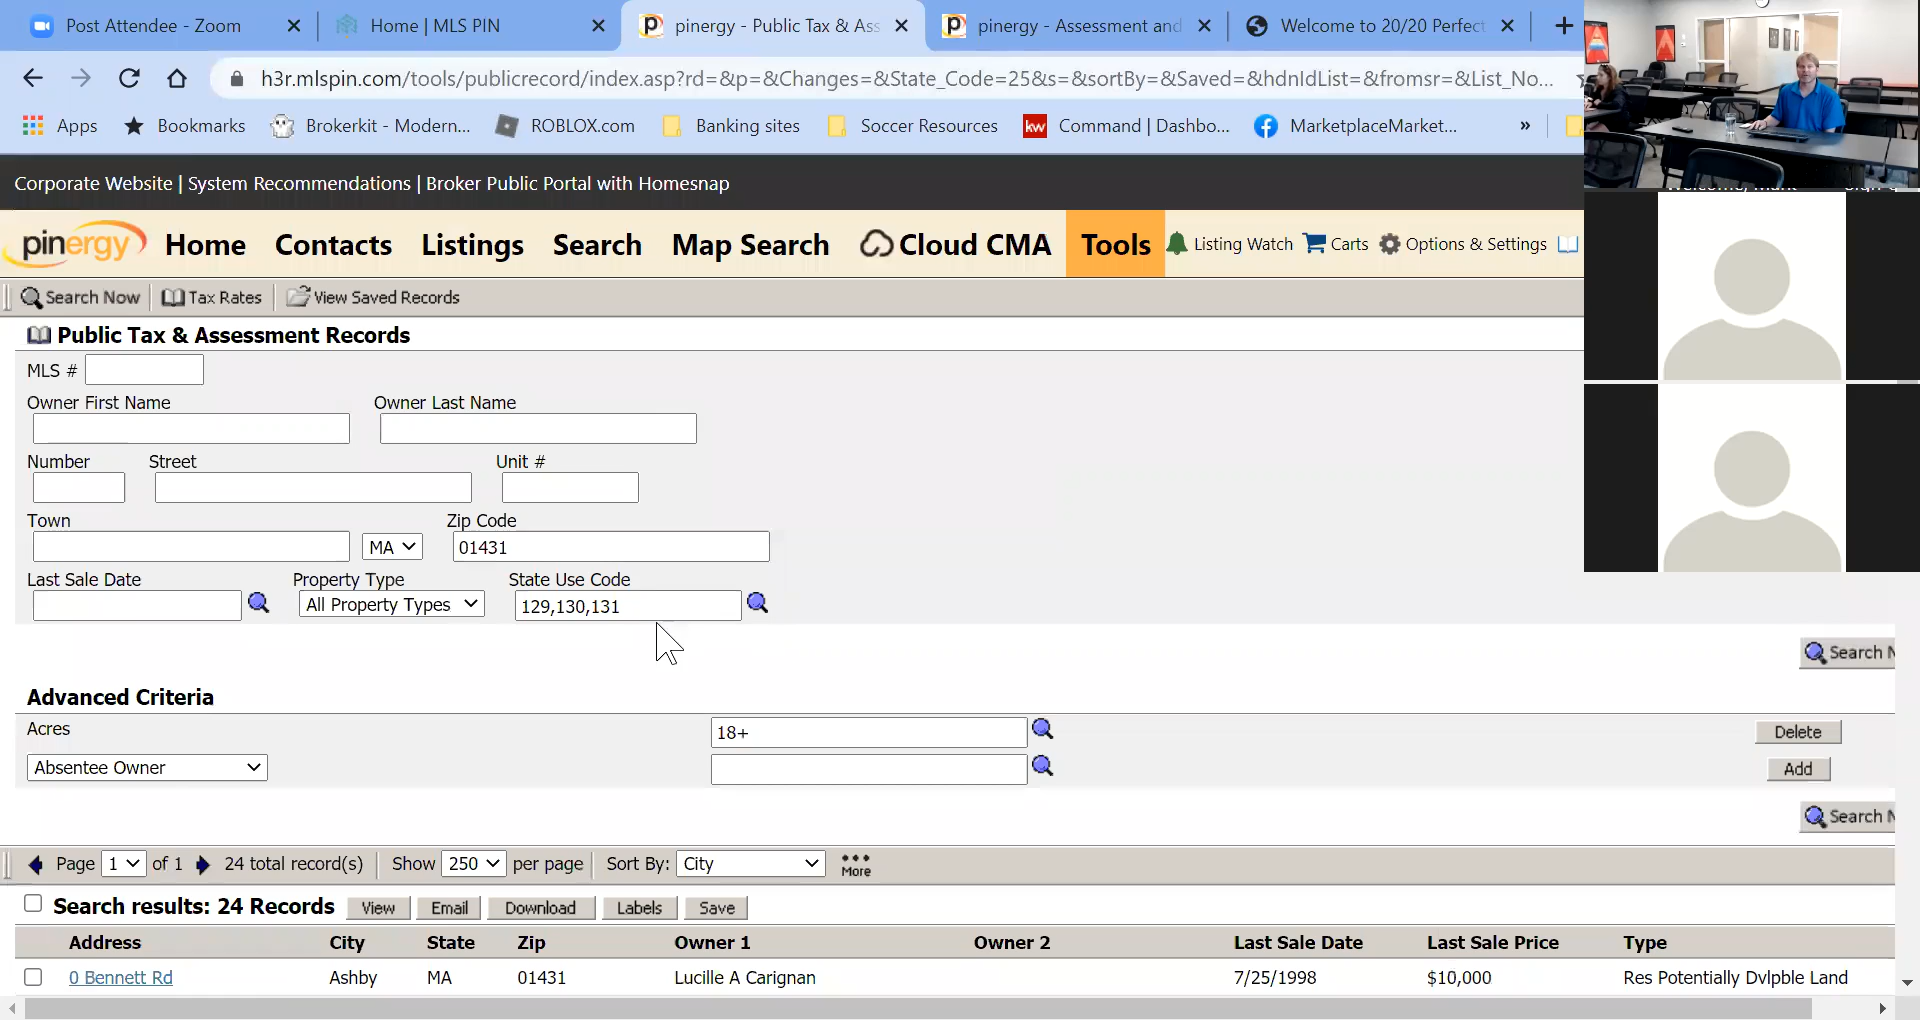 Post Attendee - Zoom
Home | MLS PIN
pinergy - Public Tax & Ass
pinergy - Assessment and
Welcome to 20/20 Perfect
h3r.mlspin.com/tools/publicrecord/index.asp?rd=&p=&Changes=&State_Code=25&s=&sortBy=&Saved=&hdnIdList=&fromsr=&List_No...
Apps
Bookmarks
Brokerkit - Modern...
ROBLOX.com
Banking sites
Soccer Resources
kw Command | Dashbo...
MarketplaceMarket...
»
Corporate Website | System Recommendations | Broker Public Portal with Homesnap
pinergy Home Contacts Listings Search Map Search Cloud CMA Tools Listing Watch Carts Options & Settings
Search Now Tax Rates View Saved Records
Public Tax & Assessment Records
MLS #
Owner First Name Owner Last Name
Number Street Unit #
Town Zip Code
MA 01431
Last Sale Date Property Type State Use Code
All Property Types 129,130,131
Search N
Advanced Criteria
Acres 18+ Delete
Absentee Owner Add
Search N
Page 1 of 1 24 total record(s) Show 250 per page Sort By: City More
Search results: 24 Records View Email Download Labels Save
Address City State Zip Owner 1 Owner 2 Last Sale Date Last Sale Price Type
0 Bennett Rd Ashby MA 01431 Lucille A Carignan 7/25/1998 $10,000 Res Potentially Dvlpble Land